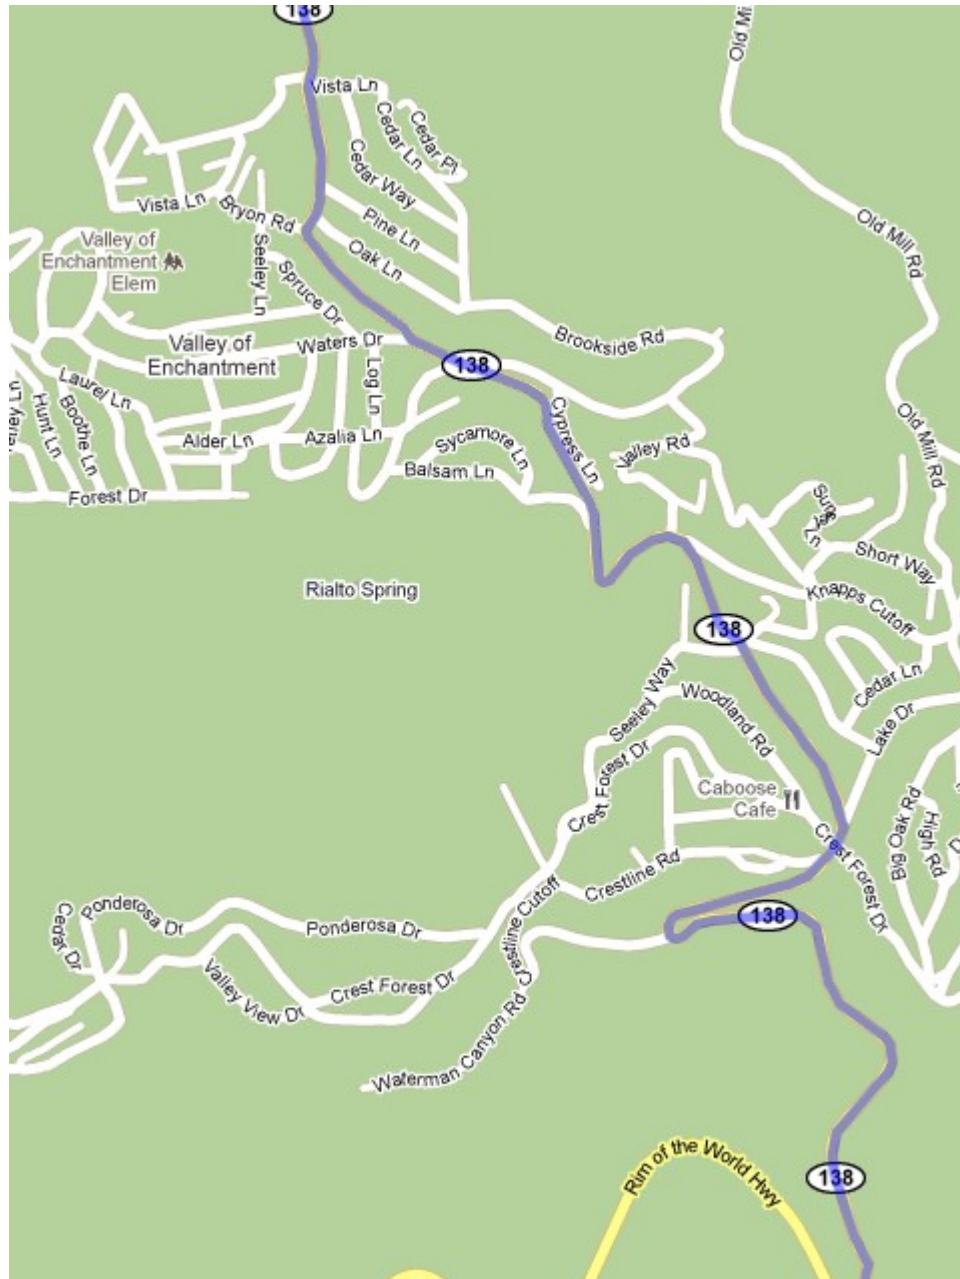 138
Old Mi
Vista Ln
Cedar Ln
Cedar Pl
Cedar Way
Vista Ln
Bryon Rd
Pine Ln
Old Mill Rd
Valley of
Enchantment
Elem
Seeley Ln
Oak Ln
Spruce Dr
Brookside Rd
Valley of
Enchantment
Waters Dr
138
Log Ln
Laurel Ln
Hunt Ln
Boothe Ln
Alder Ln
Azalia Ln
Sycamore Ln
Cypress Ln
Valley Rd
Old Mill Rd
Balsam Ln
Forest Dr
Short Way
Rialto Spring
Knapps Cutoff
138
Seeley Way
Woodland Rd
Cedar Ln
Lake Dr
Crest Forest Dr
Caboose
Cafe
Crest Forest Dr
Big Oak Rd
High Rd
D
Crestline Rd
Crestline Cutoff
Ponderosa Dr
Cedar Dr
Ponderosa Dr
138
Valley View Dr
Crest Forest Dr
Waterman Canyon Rd
Rim of the World Hwy
138